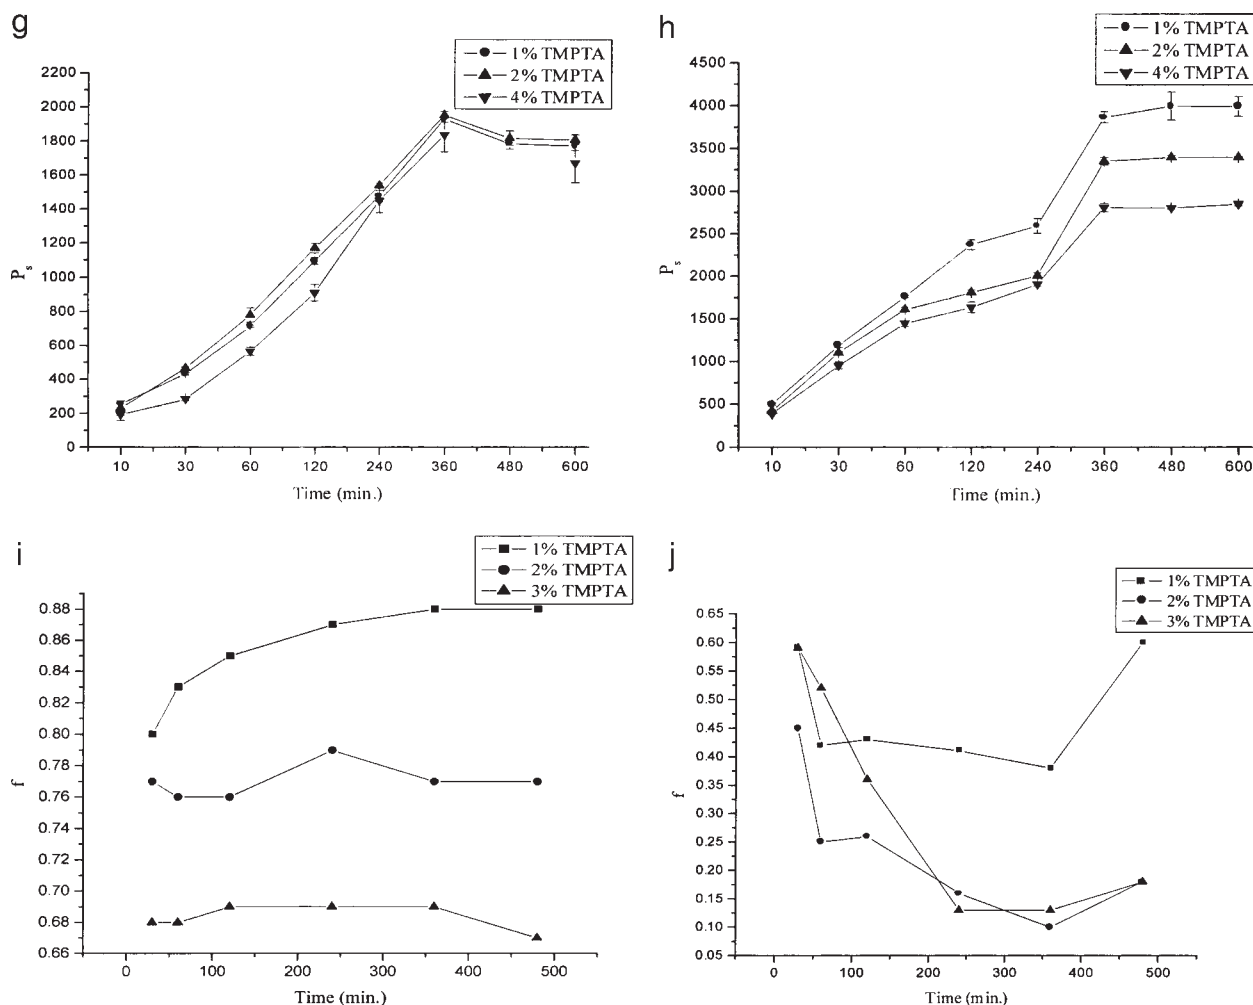 g
1% TMPTA
2% TMPTA
4% TMPTA
2200
2000
1800
1600
1400
1200
1000
800
600
400
200
0
Ps
10 30 60 120 240 360 480 600
Time (min.)
h
1% TMPTA
2% TMPTA
4% TMPTA
4500
4000
3500
3000
2500
2000
1500
1000
500
0
Ps
10 30 60 120 240 360 480 600
Time (min.)
i
1% TMPTA
2% TMPTA
3% TMPTA
0.88
0.86
0.84
0.82
0.80
0.78
0.76
0.74
0.72
0.70
0.68
0.66
f
0 100 200 300 400 500
Time (min.)
j
1% TMPTA
2% TMPTA
3% TMPTA
0.65
0.60
0.55
0.50
0.45
0.40
0.35
0.30
0.25
0.20
0.15
0.10
0.05
f
0 100 200 300 400 500
Time (min.)